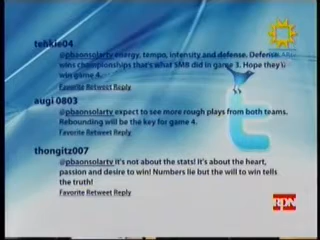 tehkie04
@pbaonsolartv energy, tempo, intensity and defense. Defense
wins championships that's what SMB did in game 3. Hope they'll
win game 4.
Favorite Retweet Reply
augi 0803
@pbaonsolartv expect to see more rough plays from both teams.
Rebounding will be the key for game 4.
Favorite Retweet Reply
thongitz007
@pbaonsolartv it's not about the stats! It's about the heart,
passion and desire to win! Numbers lie but the will to win tells
the truth!
Favorite Retweet Reply
RPN